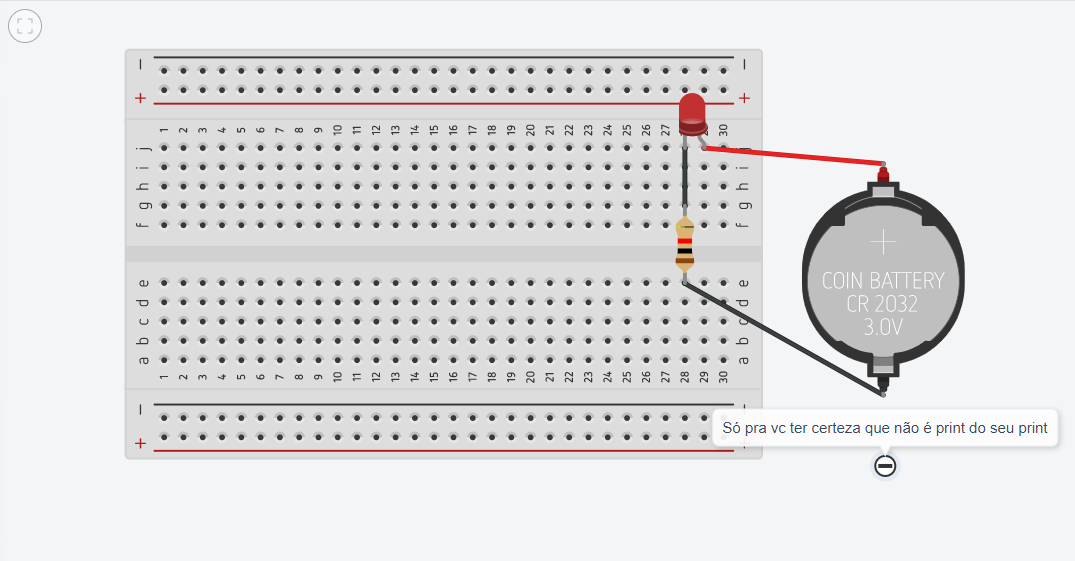 − −
+ +
1 2 3 4 5 6 7 8 9 10 11 12 13 14 15 16 17 18 19 20 21 22 23 24 25 26 27 30
j j
i i
h h
g g
f f
+
COIN BATTERY
CR 2032
3.0V
e e
d d
c c
b b
a a
1 2 3 4 5 6 7 8 9 10 11 12 13 14 15 16 17 18 19 20 21 22 23 24 25 26 27 28 29 30
− −
+
Só pra vc ter certeza que não é print do seu print